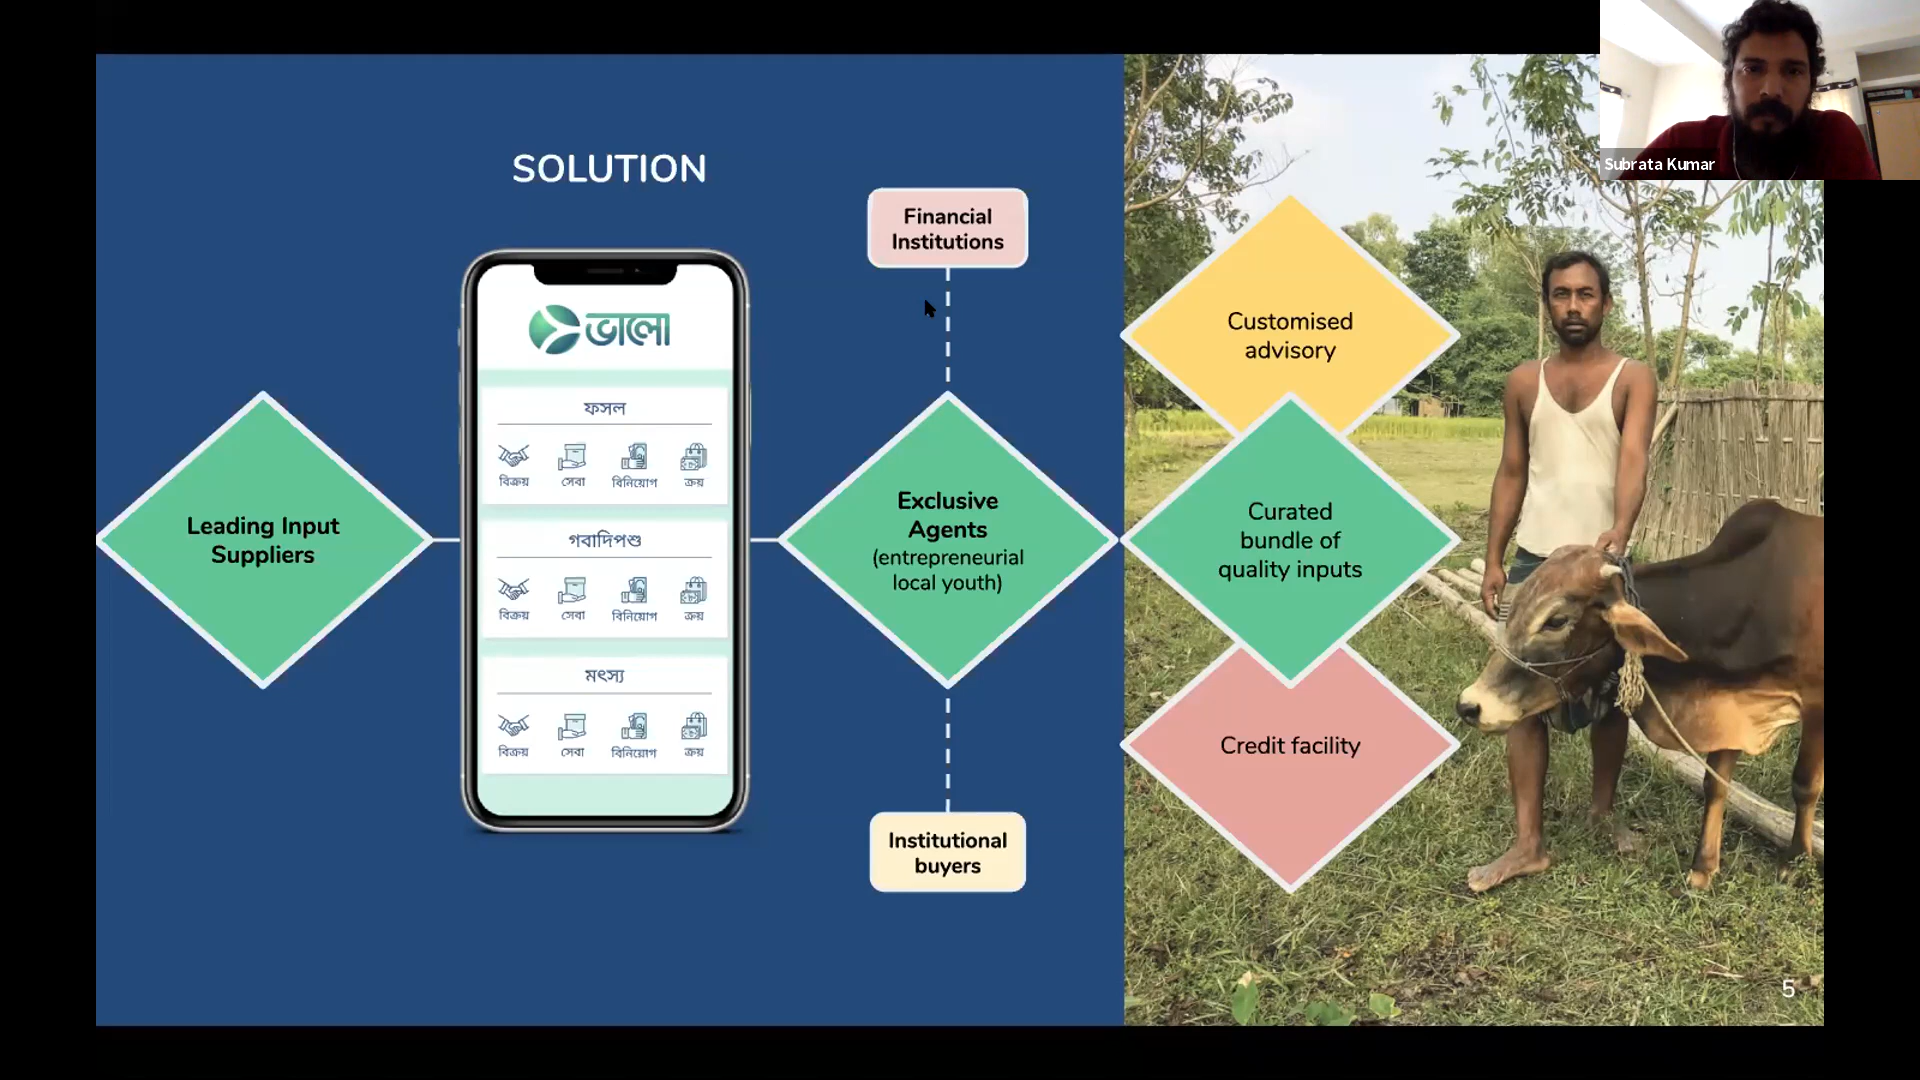 Subrata Kumar
SOLUTION
Financial
Institutions
ভালো
ফসল
বিক্রয় সেবা বিনিয়োগ ক্রয়
গবাদিপশু
বিক্রয় সেবা বিনিয়োগ ক্রয়
মৎস্য
বিক্রয় সেবা বিনিয়োগ ক্রয়
Leading Input
Suppliers
Exclusive
Agents
(entrepreneurial
local youth)
Institutional
buyers
Customised
advisory
Curated
bundle of
quality inputs
Credit facility
5